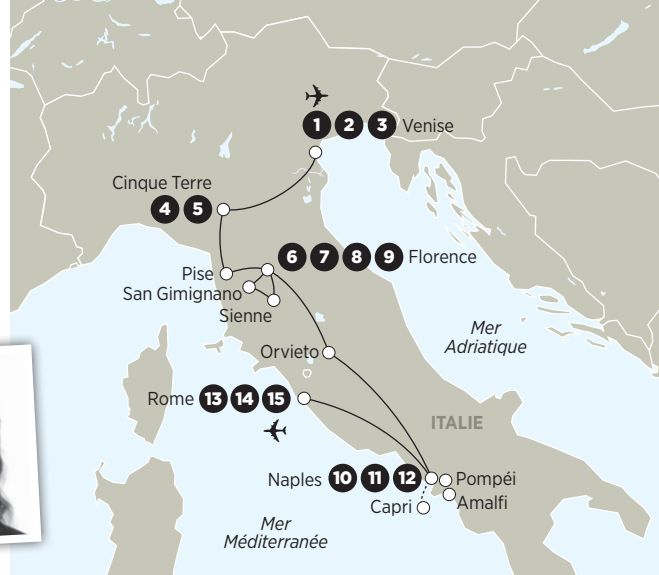 1 2 3 Venise
Cinque Terre
4 5
6 7 8 9 Florence
Pise
San Gimignano
Sienne
Mer
Adriatique
Orvieto
Rome 13 14 15
ITALIE
Naples 10 11 12
Pompéi
Capri
Amalfi
Mer
Méditerranée